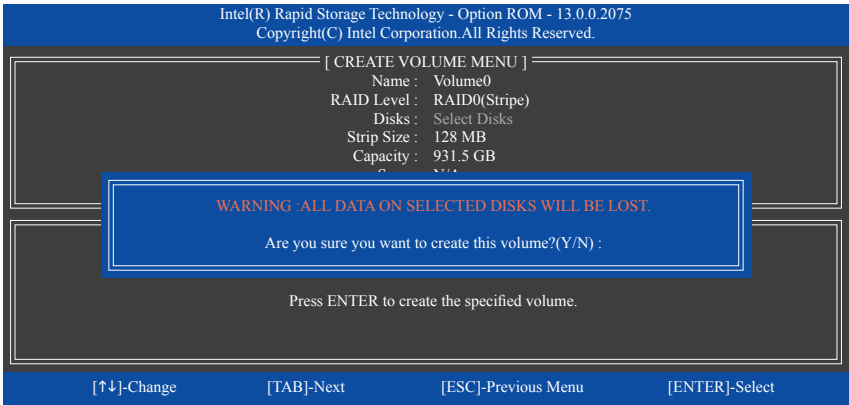 Intel(R) Rapid Storage Technology - Option ROM - 13.0.0.2075
Copyright(C) Intel Corporation.All Rights Reserved.
[ CREATE VOLUME MENU ]
Name : Volume0
RAID Level : RAID0(Stripe)
Disks : Select Disks
Strip Size : 128 MB
Capacity : 931.5 GB
WARNING :ALL DATA ON SELECTED DISKS WILL BE LOST.
Are you sure you want to create this volume?(Y/N) :
Press ENTER to create the specified volume.
[↑↓]-Change [TAB]-Next [ESC]-Previous Menu [ENTER]-Select